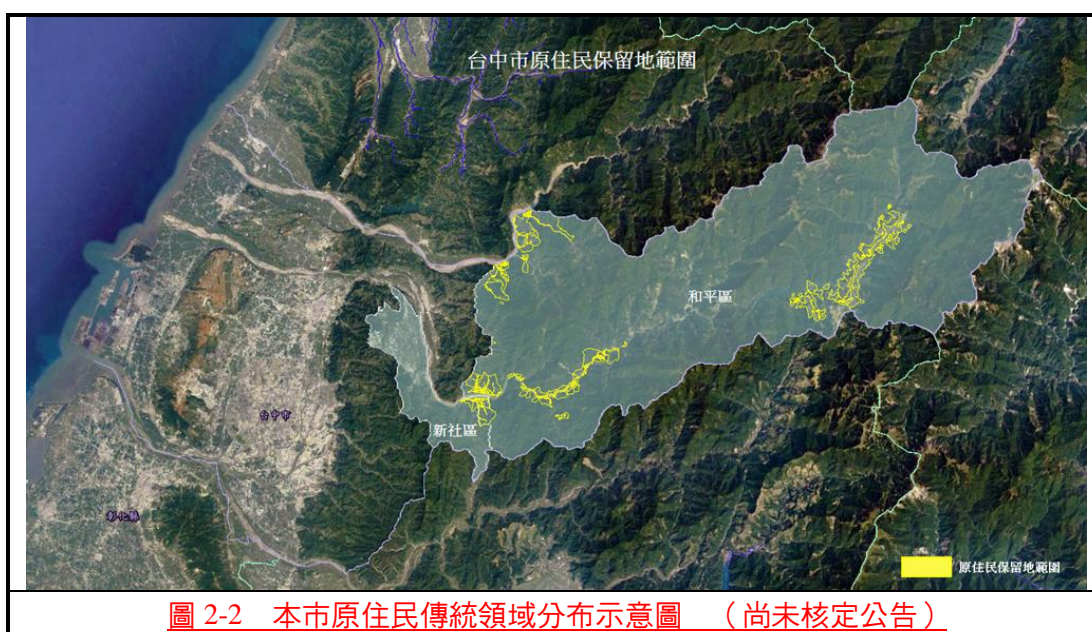 台中市原住民保留地範圍
和平區
台中市
新社區
彰化縣
原住民保留地範圍
圖 2-2 本市原住民傳統領域分布示意圖 （尚未核定公告）